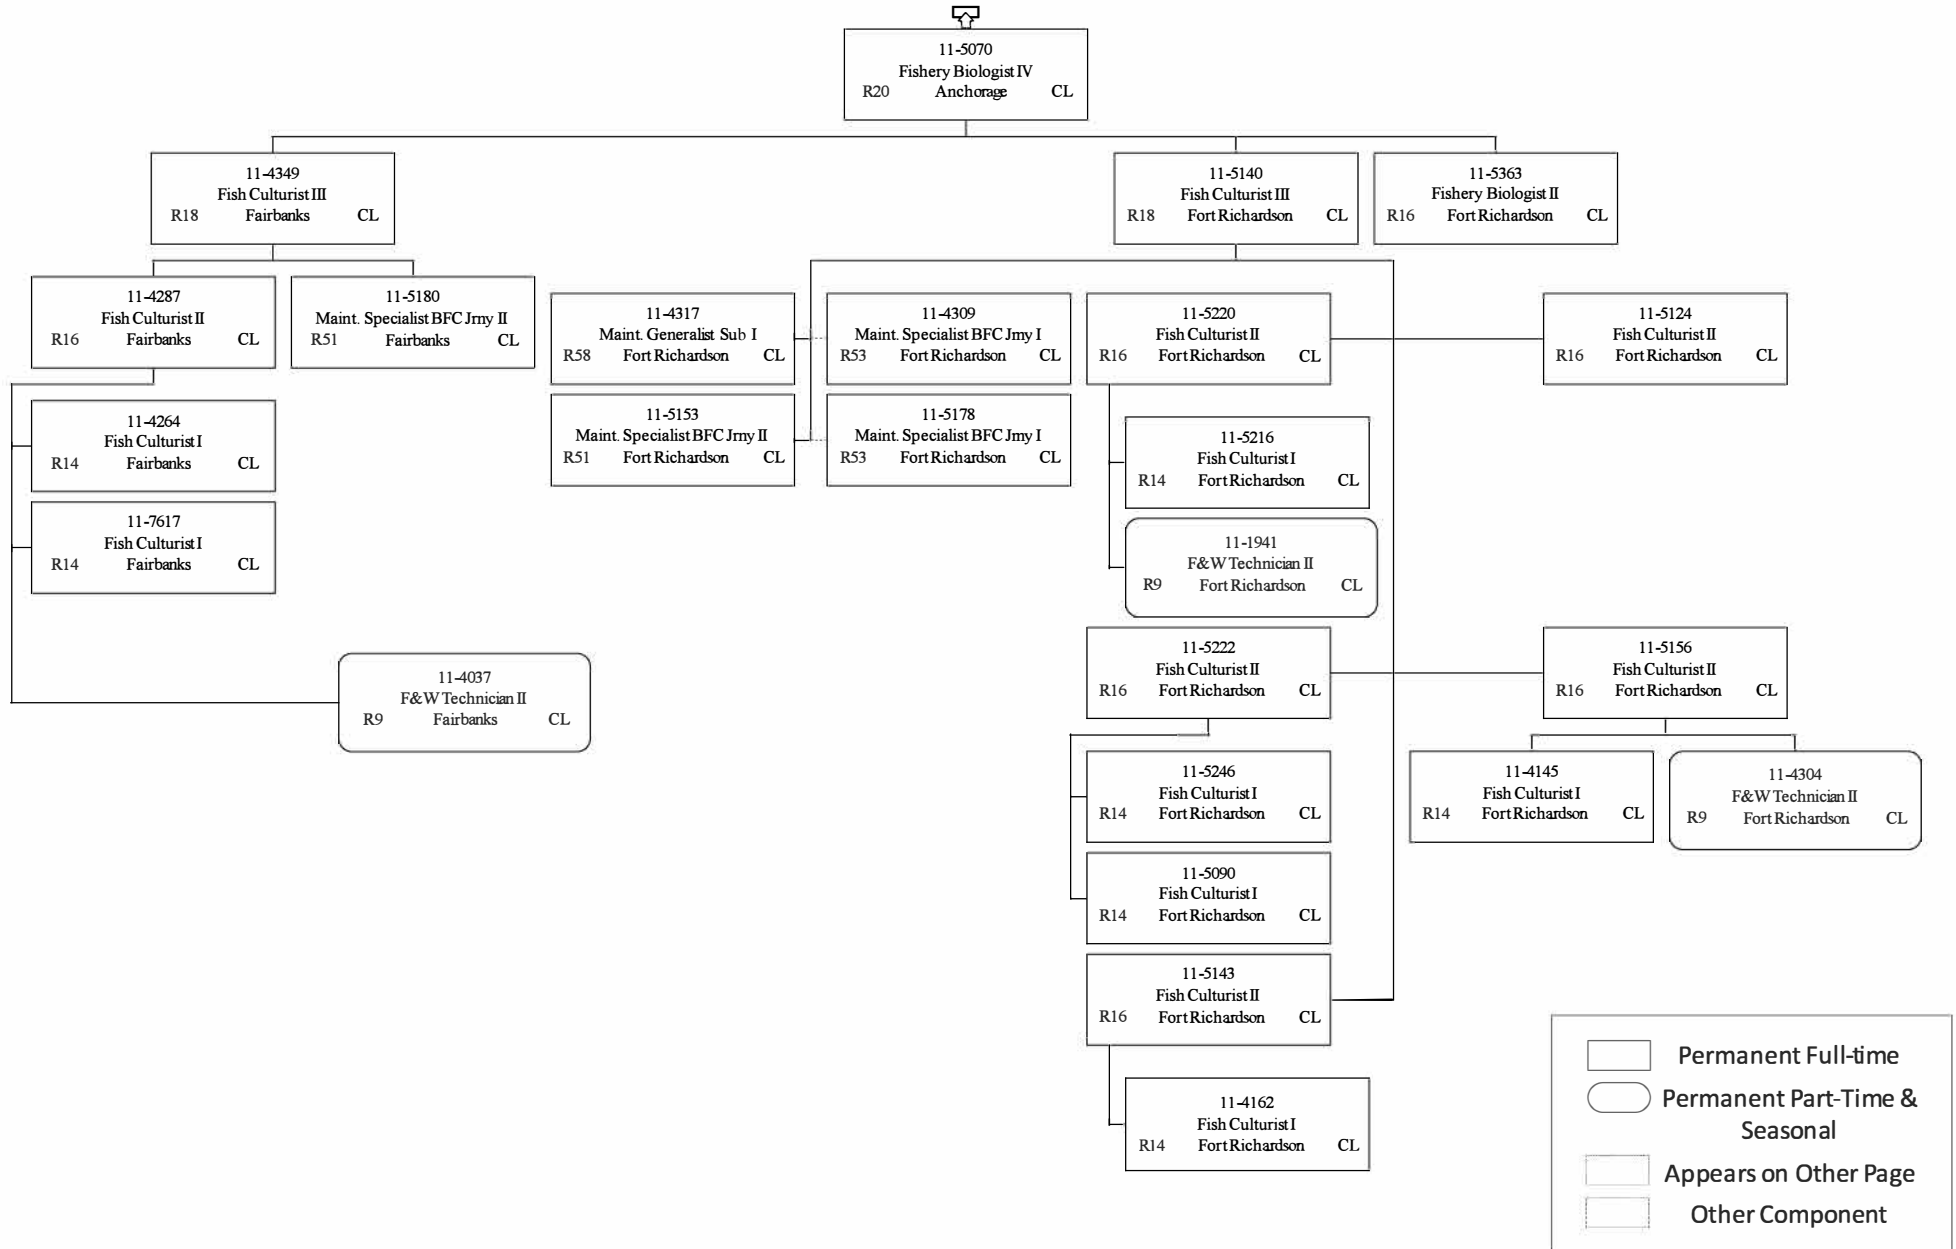 11-5070
Fishery Biologist IV
R20 Anchorage CL
11-4349
Fish Culturist III
R18 Fairbanks CL
11-5140
Fish Culturist III
R18 Fort Richardson CL
11-5363
Fishery Biologist II
R16 Fort Richardson CL
11-4287
Fish Culturist II
R16 Fairbanks CL
11-5180
Maint. Specialist BFC Jrny II
R51 Fairbanks CL
11-4317
Maint. Generalist Sub I
R58 Fort Richardson CL
11-4309
Maint. Specialist BFC Jrny I
R53 Fort Richardson CL
11-5220
Fish Culturist II
R16 Fort Richardson CL
11-5124
Fish Culturist II
R16 Fort Richardson CL
11-4264
Fish Culturist I
R14 Fairbanks CL
11-5153
Maint. Specialist BFC Jrny II
R51 Fort Richardson CL
11-5178
Maint. Specialist BFC Jrny I
R53 Fort Richardson CL
11-5216
Fish Culturist I
R14 Fort Richardson CL
11-7617
Fish Culturist I
R14 Fairbanks CL
11-1941
F&W Technician II
R9 Fort Richardson CL
11-4037
F&W Technician II
R9 Fairbanks CL
11-5222
Fish Culturist II
R16 Fort Richardson CL
11-5156
Fish Culturist II
R16 Fort Richardson CL
11-5246
Fish Culturist I
R14 Fort Richardson CL
11-4145
Fish Culturist I
R14 Fort Richardson CL
11-4304
F&W Technician II
R9 Fort Richardson CL
11-5090
Fish Culturist I
R14 Fort Richardson CL
11-5143
Fish Culturist II
R16 Fort Richardson CL
11-4162
Fish Culturist I
R14 Fort Richardson CL
Permanent Full-time
Permanent Part-Time &
Seasonal
Appears on Other Page
Other Component